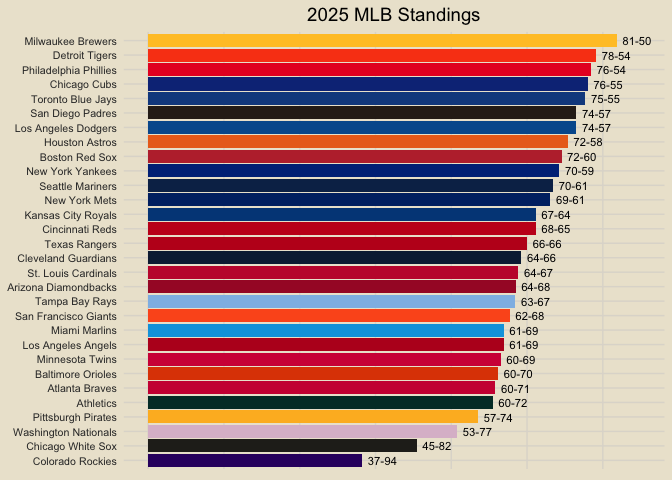 2025 MLB Standings
Milwaukee Brewers 81-50
Detroit Tigers 78-54
Philadelphia Phillies 76-54
Chicago Cubs 76-55
Toronto Blue Jays 75-55
San Diego Padres 74-57
Los Angeles Dodgers 74-57
Houston Astros 72-58
Boston Red Sox 72-60
New York Yankees 70-59
Seattle Mariners 70-61
New York Mets 69-61
Kansas City Royals 67-64
Cincinnati Reds 68-65
Texas Rangers 66-66
Cleveland Guardians 64-66
St. Louis Cardinals 64-67
Arizona Diamondbacks 64-68
Tampa Bay Rays 63-67
San Francisco Giants 62-68
Miami Marlins 61-69
Los Angeles Angels 61-69
Minnesota Twins 60-69
Baltimore Orioles 60-70
Atlanta Braves 60-71
Athletics 60-72
Pittsburgh Pirates 57-74
Washington Nationals 53-77
Chicago White Sox 45-82
Colorado Rockies 37-94